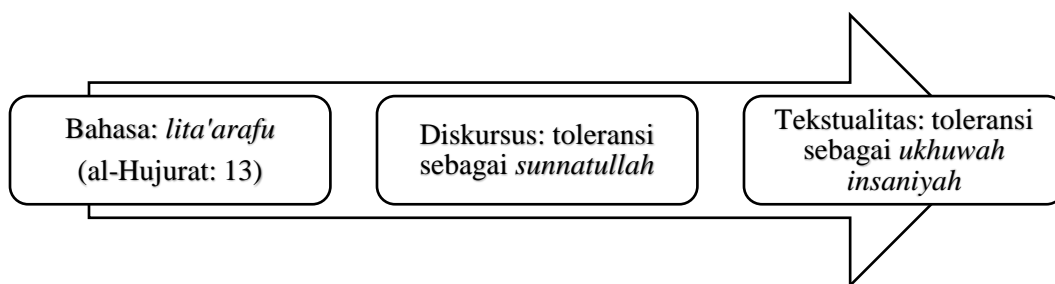 Bahasa: lita'arafu
(al-Hujurat: 13)
Diskursus: toleransi
sebagai sunnatullah
Tekstualitas: toleransi
sebagai ukhuwah
insaniyah